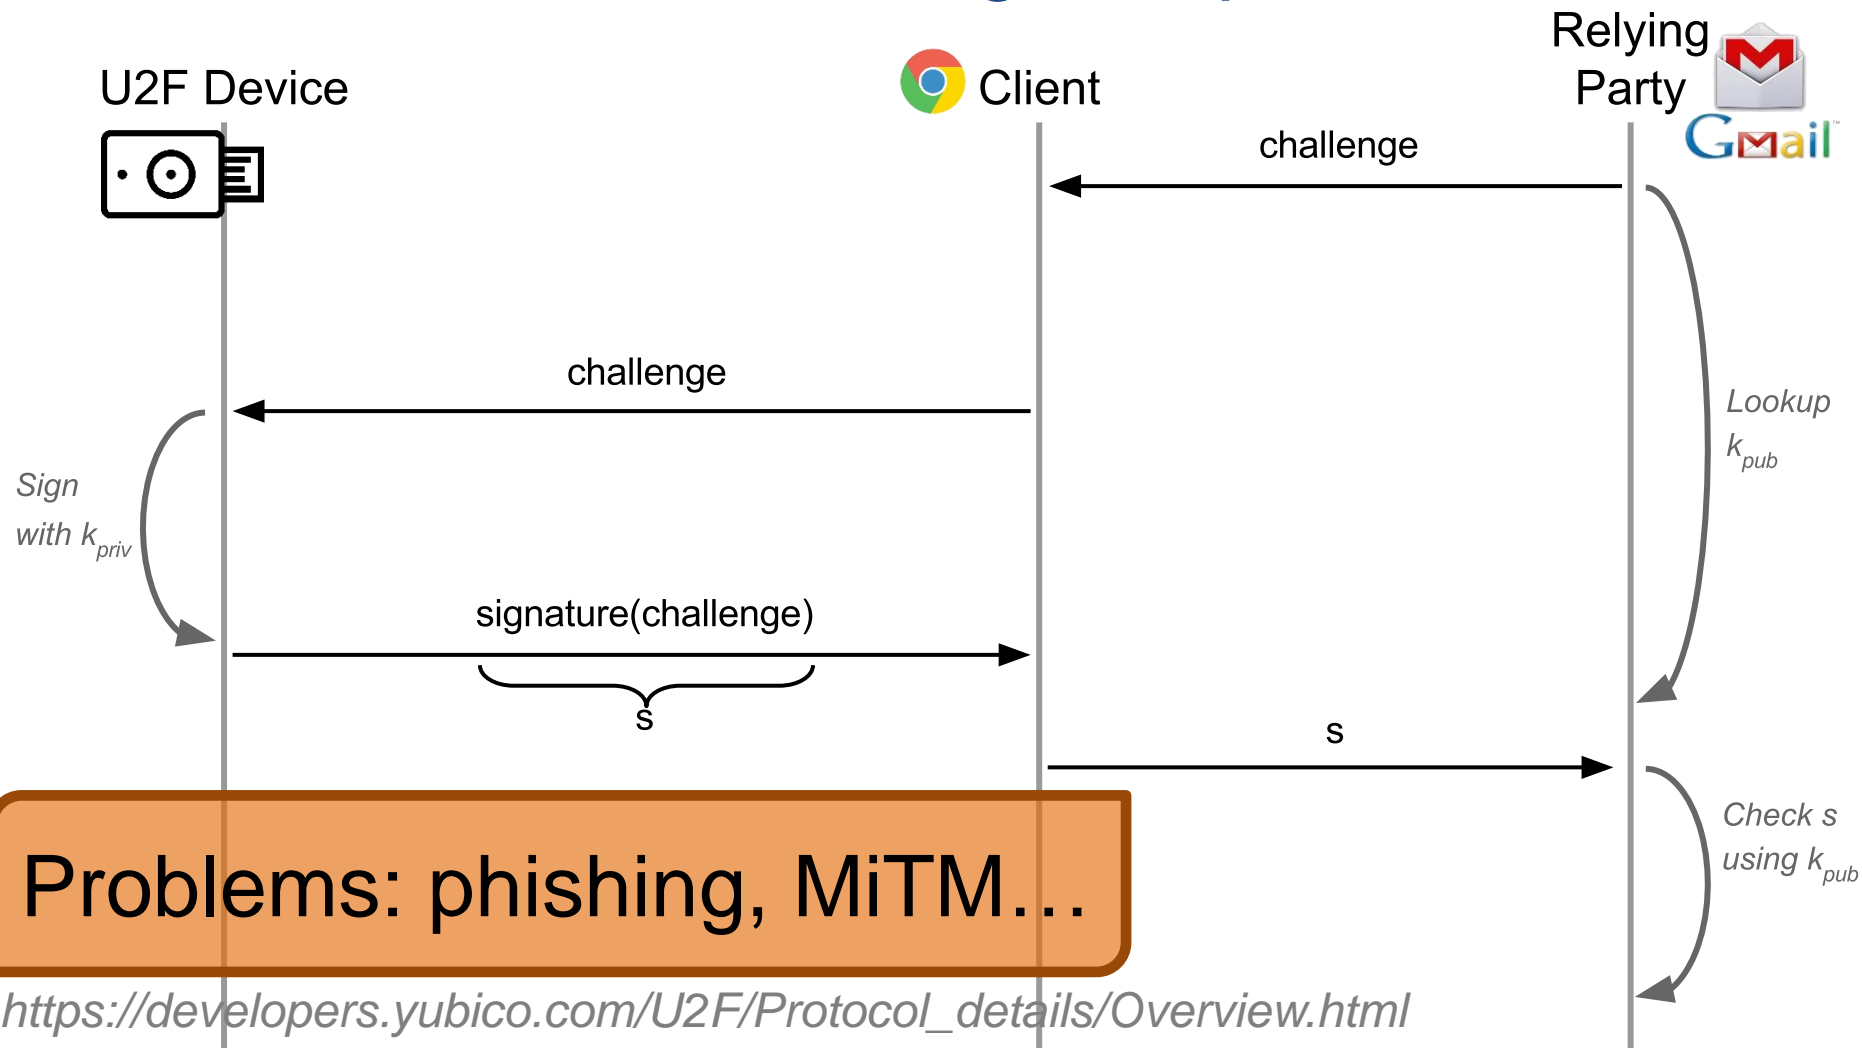 Relying
Party
U2F Device
Client
Gmail
challenge
challenge
Lookup
kpub
Sign
with kpriv
signature(challenge)
s
s
Check s
using kpub
Problems: phishing, MiTM…
https://developers.yubico.com/U2F/Protocol_details/Overview.html